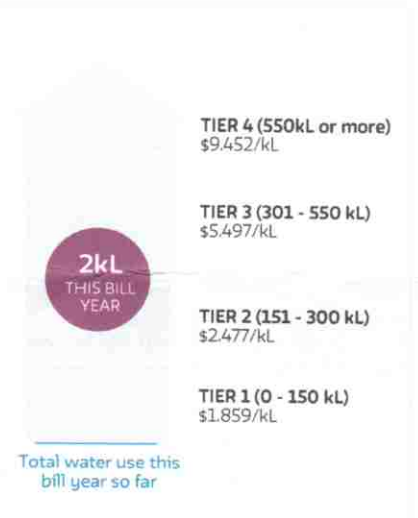 TIER 4 (550kL or more)
$9.452/kL
TIER 3 (301 - 550 kL)
$5.497/kL
2kL
THIS BILL
YEAR
TIER 2 (151 - 300 kL)
$2.477/kL
TIER 1 (0 - 150 kL)
$1.859/kL
Total water use this
bill year so far